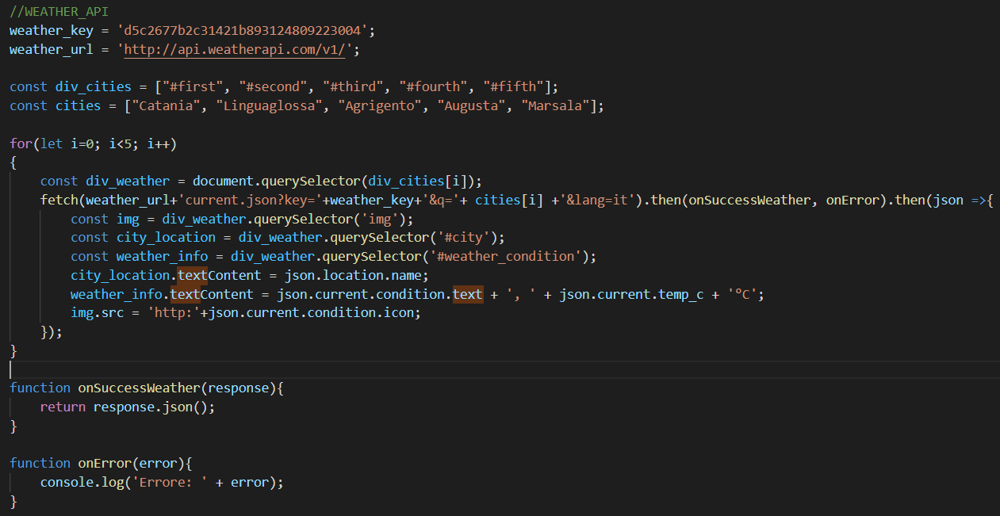 //WEATHER_API
weather_key = 'd5c2677b2c31421b893124809223004';
weather_url = 'http://api.weatherapi.com/v1/';
const div_cities = ["#first", "#second", "#third", "#fourth", "#fifth"];
const cities = ["Catania", "Linguaglossa", "Agrigento", "Augusta", "Marsala"];
for(let i=0; i<5; i++)
{
const div_weather = document.querySelector(div_cities[i]);
fetch(weather_url+'current.json?key='+weather_key+'&q='+ cities[i] +'&lang=it').then(onSuccessWeather, onError).then(json =>{
const img = div_weather.querySelector('img');
const city_location = div_weather.querySelector('#city');
const weather_info = div_weather.querySelector('#weather_condition');
city_location.textContent = json.location.name;
weather_info.textContent = json.current.condition.text + ', ' + json.current.temp_c + '°C';
img.src = 'http:'+json.current.condition.icon;
});
}
function onSuccessWeather(response){
return response.json();
}
function onError(error){
console.log('Errore: ' + error);
}